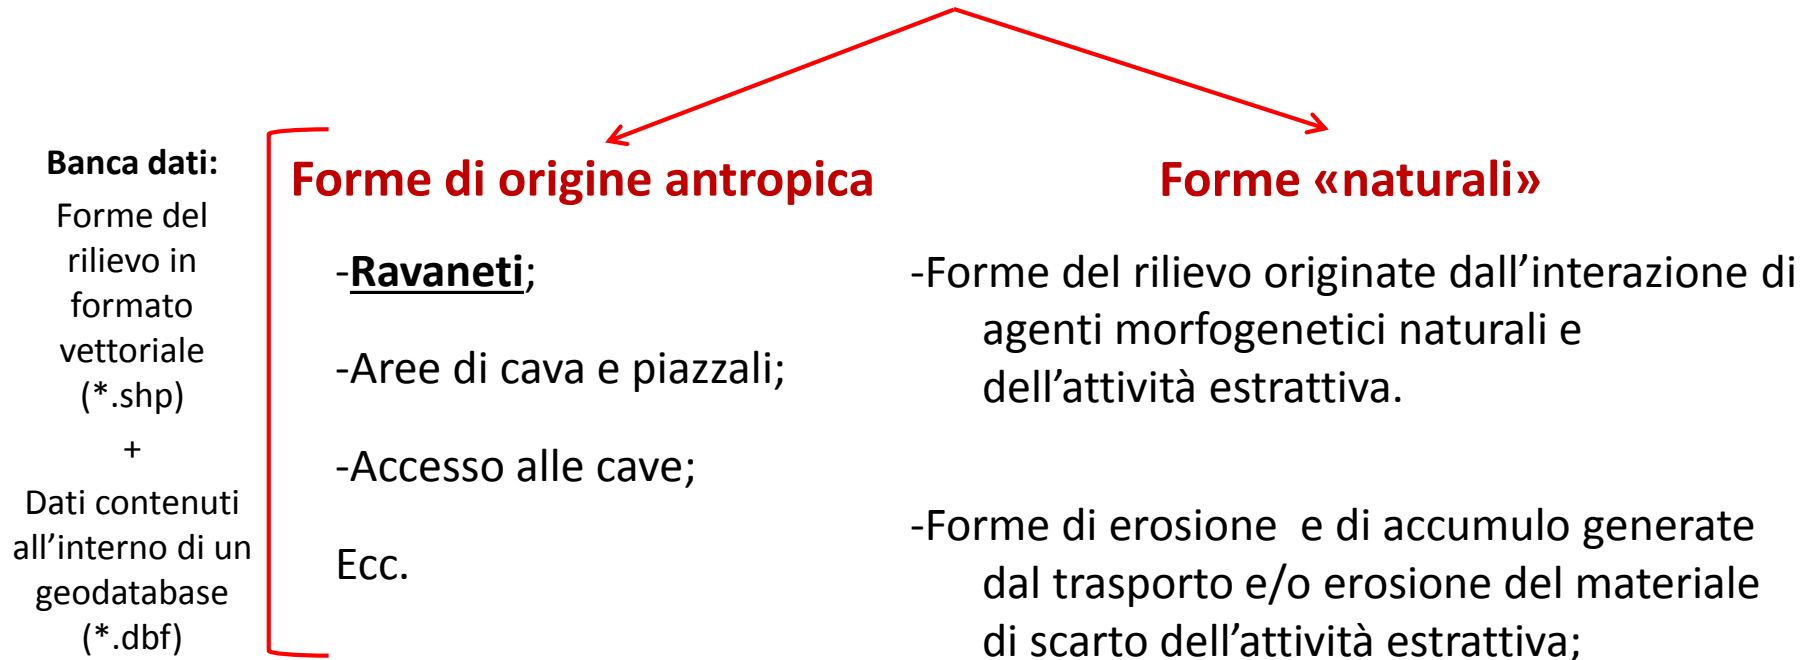 Banca dati:
Forme del
rilievo in
formato
vettoriale
(*.shp)
+
Dati contenuti
all’interno di un
geodatabase
(*.dbf)
Forme di origine antropica
-Ravaneti;
-Aree di cava e piazzali;
-Accesso alle cave;
Ecc.
Forme «naturali»
-Forme del rilievo originate dall’interazione di
agenti morfogenetici naturali e
dell’attività estrattiva.
-Forme di erosione  e di accumulo generate
dal trasporto e/o erosione del materiale
di scarto dell’attività estrattiva;